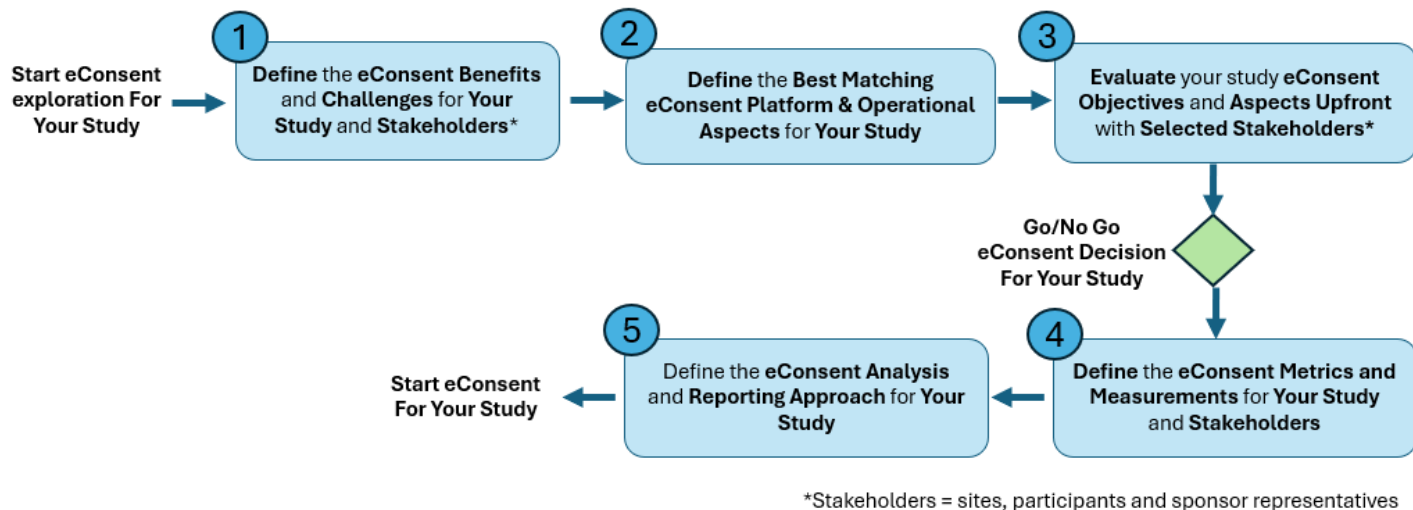 Start eConsent
exploration For
Your Study
1
Define the eConsent Benefits
and Challenges for Your
Study and Stakeholders*
2
Define the Best Matching
eConsent Platform & Operational
Aspects for Your Study
3
Evaluate your study eConsent
Objectives and Aspects Upfront
with Selected Stakeholders*
Go/No Go
eConsent Decision
For Your Study
4
Define the eConsent Metrics and
Measurements for Your Study
and Stakeholders
5
Define the eConsent Analysis
and Reporting Approach for Your
Study
Start eConsent
For Your Study
*Stakeholders = sites, participants and sponsor representatives